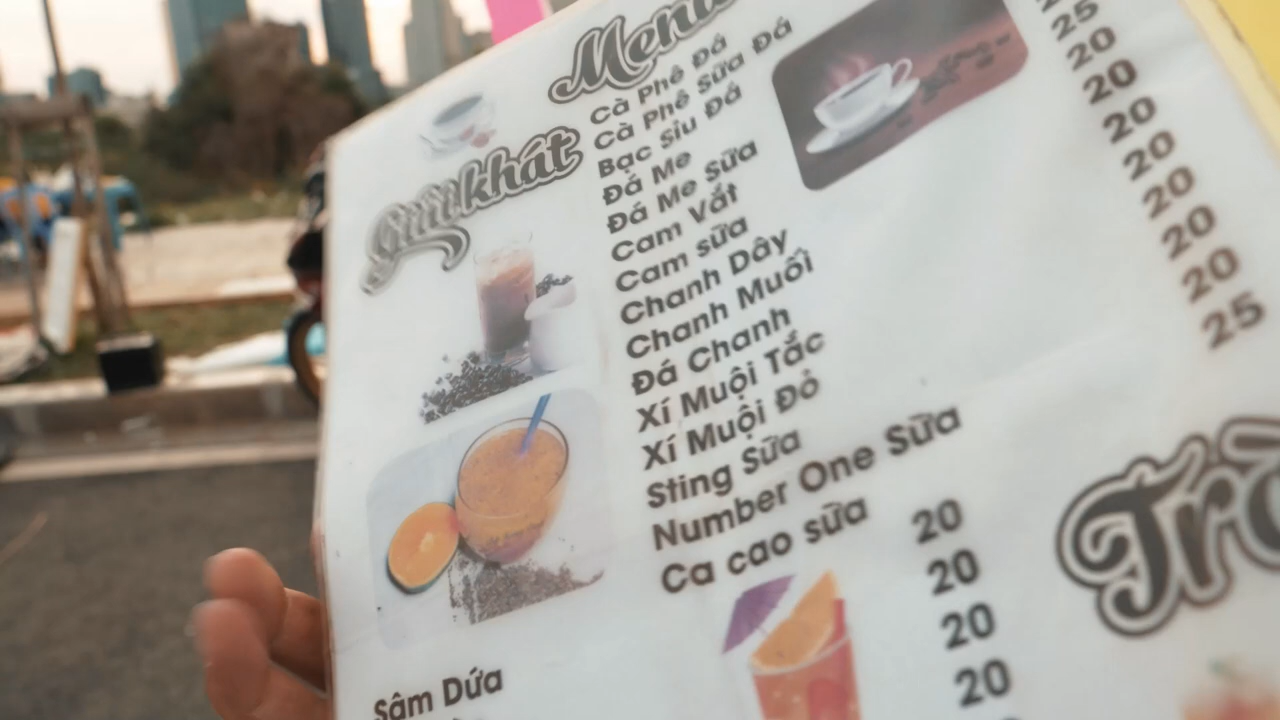 Menu
Giải khát
Cà Phê Đá
Cà Phê Sữa Đá
Bạc Sỉu Đá
Đá Me
Đá Me Sữa
Cam Vắt
Cam sữa
Chanh Dây
Chanh Muối
Đá Chanh
Xí Muội Tắc
Xí Muội Đỏ
Sting Sữa
Number One Sữa
Ca cao sữa
25
20
20
20
20
20
20
20
25
Trà
20
20
20
20
Sâm Dứa